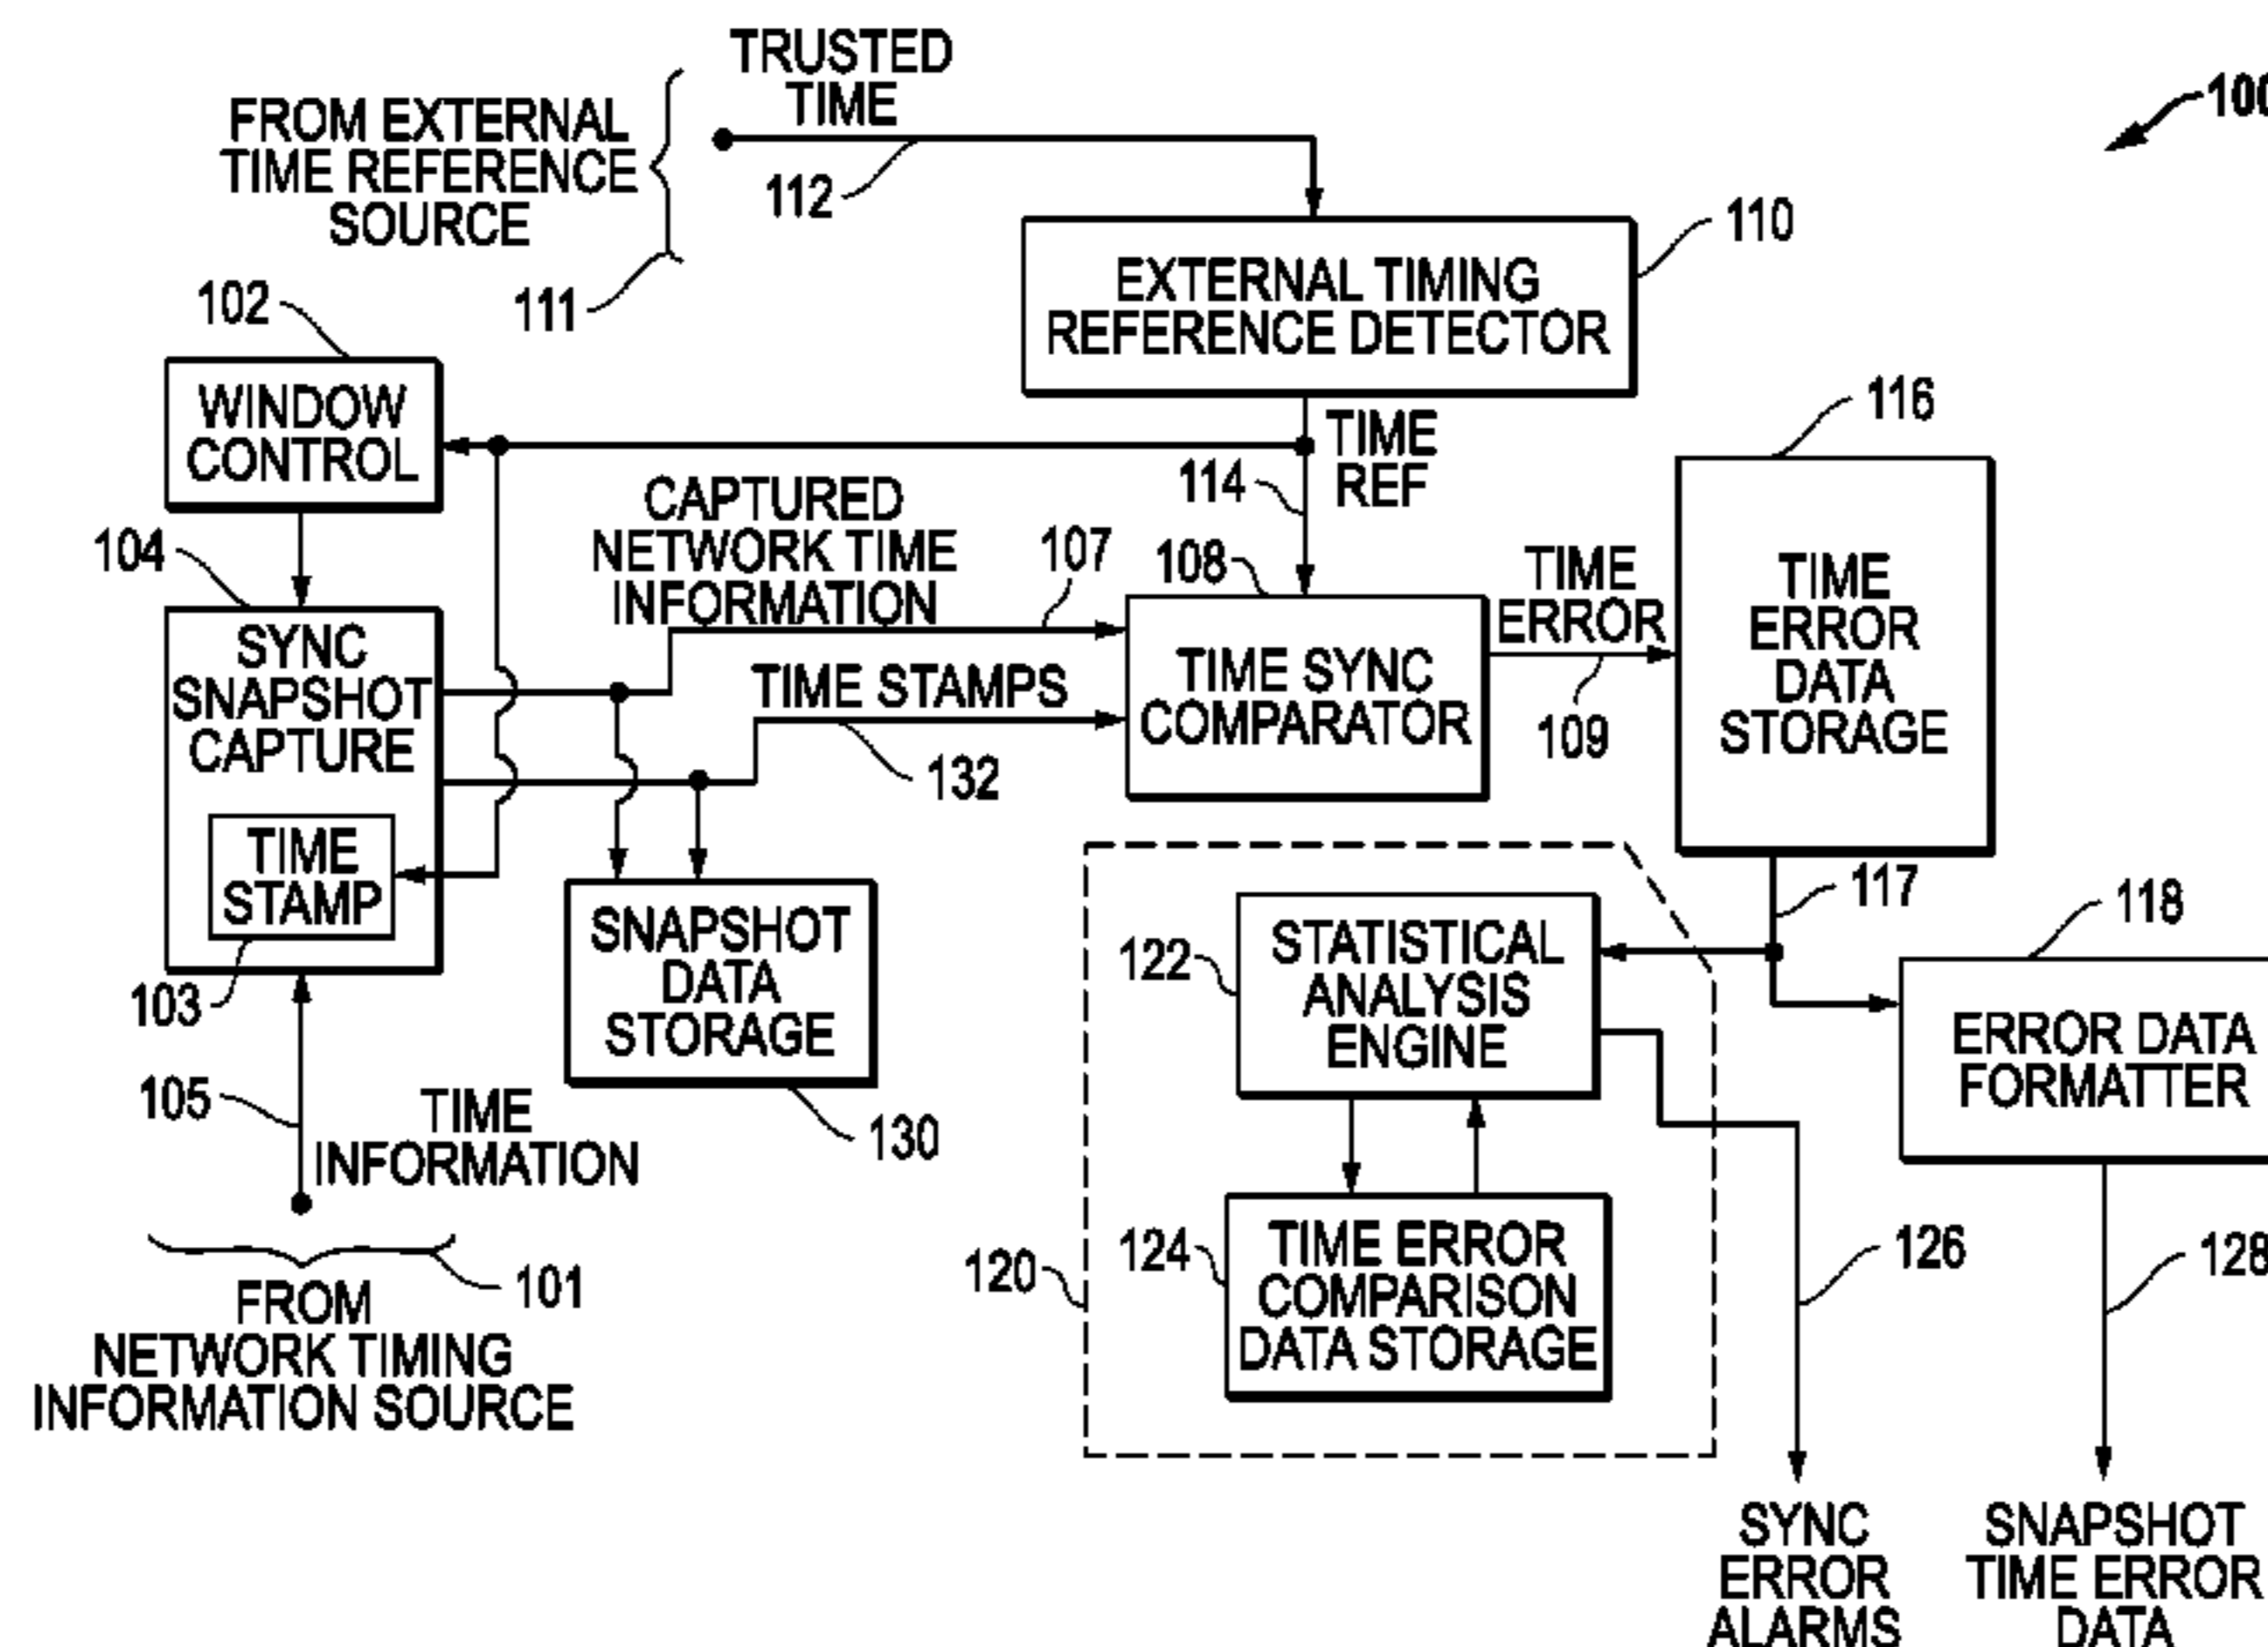 TRUSTED
TIME
FROM EXTERNAL
TIME REFERENCE
SOURCE
111
112
100
110
EXTERNAL TIMING
REFERENCE DETECTOR
102
WINDOW
CONTROL
TIME
REF
114
116
TIME
ERROR
DATA
STORAGE
CAPTURED
NETWORK TIME
INFORMATION
107
104
SYNC
SNAPSHOT
CAPTURE
TIME STAMPS
132
108
TIME SYNC
COMPARATOR
TIME
ERROR
109
TIME
STAMP
103
SNAPSHOT
DATA
STORAGE
130
117
118
ERROR DATA
FORMATTER
122
STATISTICAL
ANALYSIS
ENGINE
105
TIME
INFORMATION
101
FROM
NETWORK TIMING
INFORMATION SOURCE
120
124
TIME ERROR
COMPARISON
DATA STORAGE
126
128
SYNC
ERROR
ALARMS
SNAPSHOT
TIME ERROR
DATA